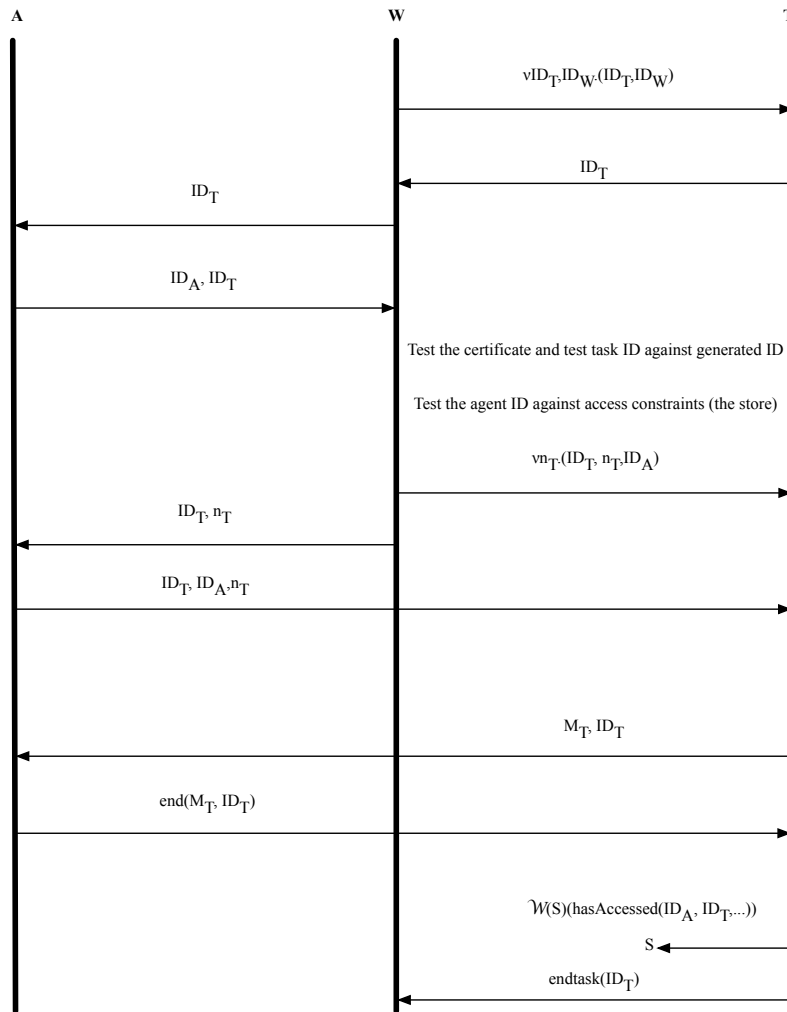 A W
νID_T,ID_W.(ID_T,ID_W)
ID_T
ID_T
ID_A, ID_T
Test the certificate and test task ID against generated ID
Test the agent ID against access constraints (the store)
νn_T.(ID_T, n_T,ID_A)
ID_T, n_T
ID_T, ID_A,n_T
M_T, ID_T
end(M_T, ID_T)
𝒲(S)(hasAccessed(ID_A, ID_T,...))
S
endtask(ID_T)